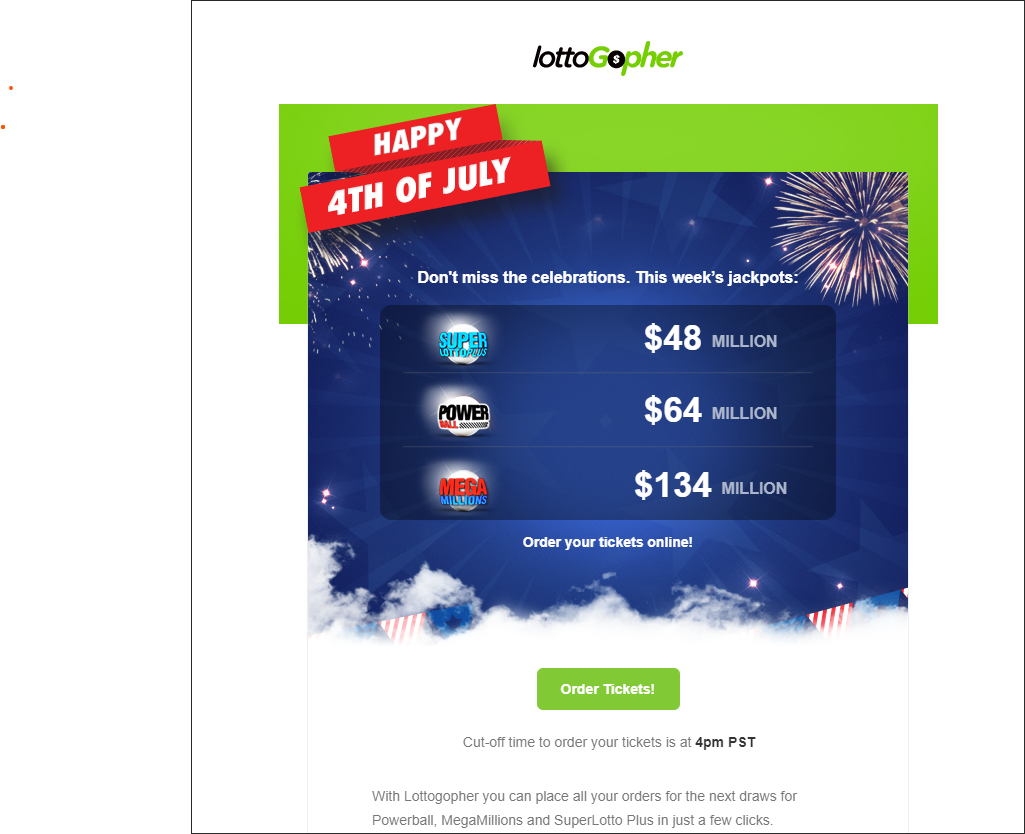 lottoGopher
HAPPY
4TH OF JULY
Don't miss the celebrations. This week’s jackpots:
SUPER
LOTTO PLUS
$48 MILLION
POWER
BALL
$64 MILLION
MEGA
MILLIONS
$134 MILLION
Order your tickets online!
Order Tickets!
Cut-off time to order your tickets is at 4pm PST
With Lottogopher you can place all your orders for the next draws for
Powerball, MegaMillions and SuperLotto Plus in just a few clicks.